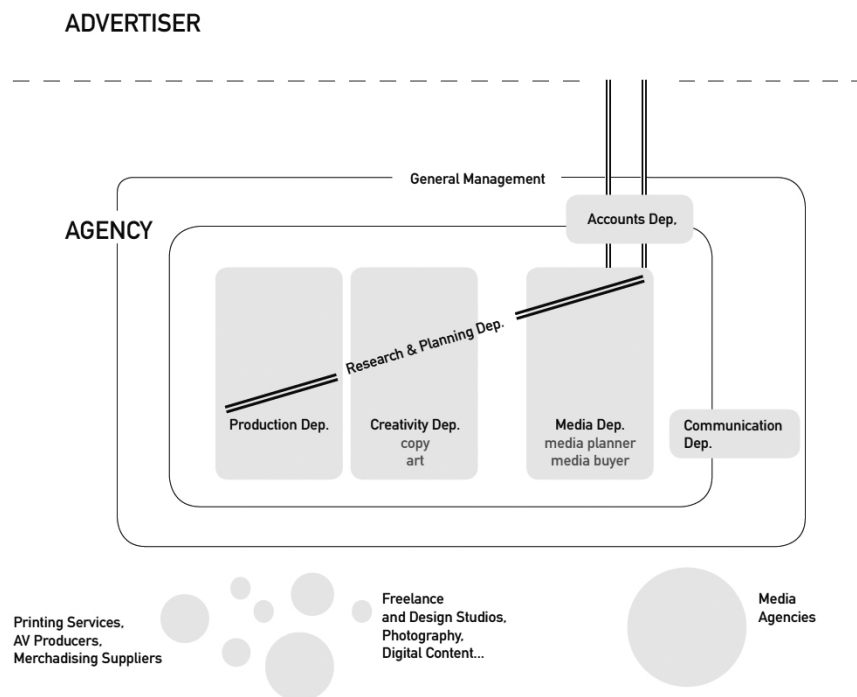 ADVERTISER
General Management
Accounts Dep.
AGENCY
Research & Planning Dep.
Production Dep.
Creativity Dep.
copy
art
Media Dep.
media planner
media buyer
Communication
Dep.
Printing Services,
AV Producers,
Merchadising Suppliers
Freelance
and Design Studios,
Photography,
Digital Content...
Media
Agencies